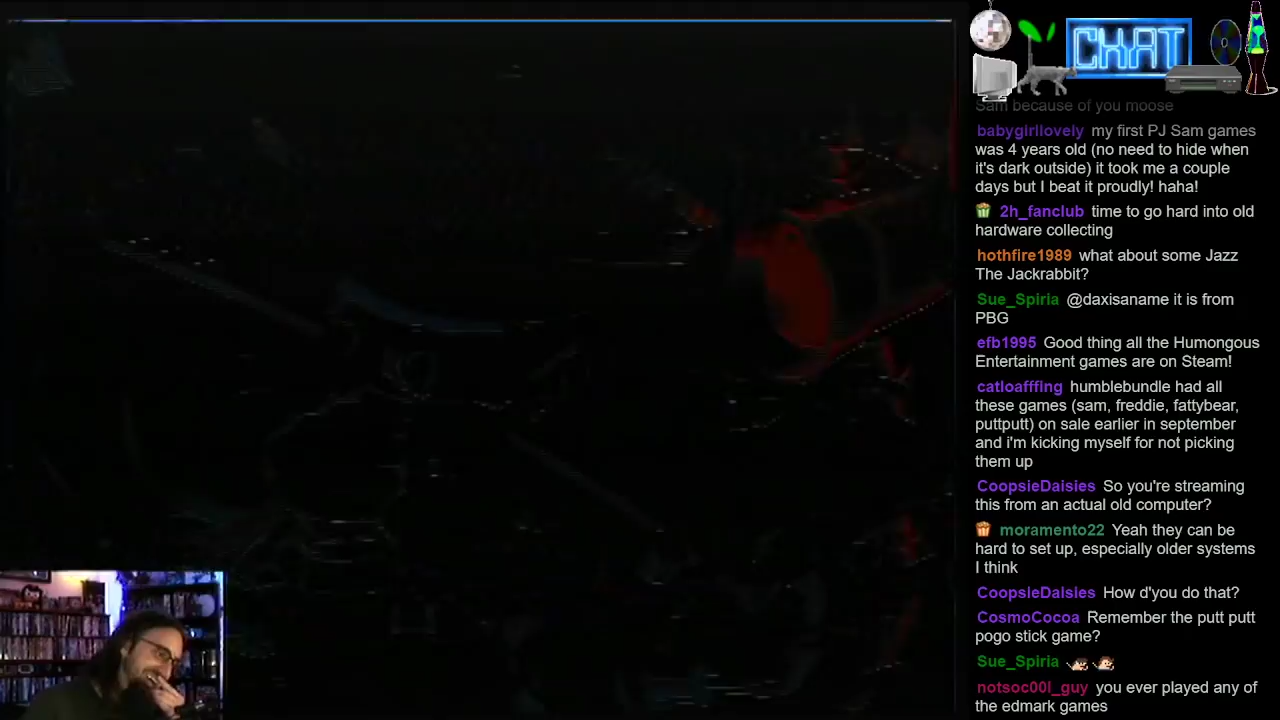 CHAT
Sam because of you moose
babygirllovely my first PJ Sam games
was 4 years old (no need to hide when
it's dark outside) it took me a couple
days but I beat it proudly! haha!
2h_fanclub time to go hard into old
hardware collecting
hothfire1989 what about some Jazz
The Jackrabbit?
Sue_Spiria @daxisaname it is from
PBG
efb1995 Good thing all the Humongous
Entertainment games are on Steam!
catloafffing humblebundle had all
these games (sam, freddie, fattybear,
puttputt) on sale earlier in september
and i'm kicking myself for not picking
them up
CoopsieDaisies So you're streaming
this from an actual old computer?
moramento22 Yeah they can be
hard to set up, especially older systems
I think
CoopsieDaisies How d'you do that?
CosmoCocoa Remember the putt putt
pogo stick game?
Sue_Spiria
notsoc00l_guy you ever played any of
the edmark games